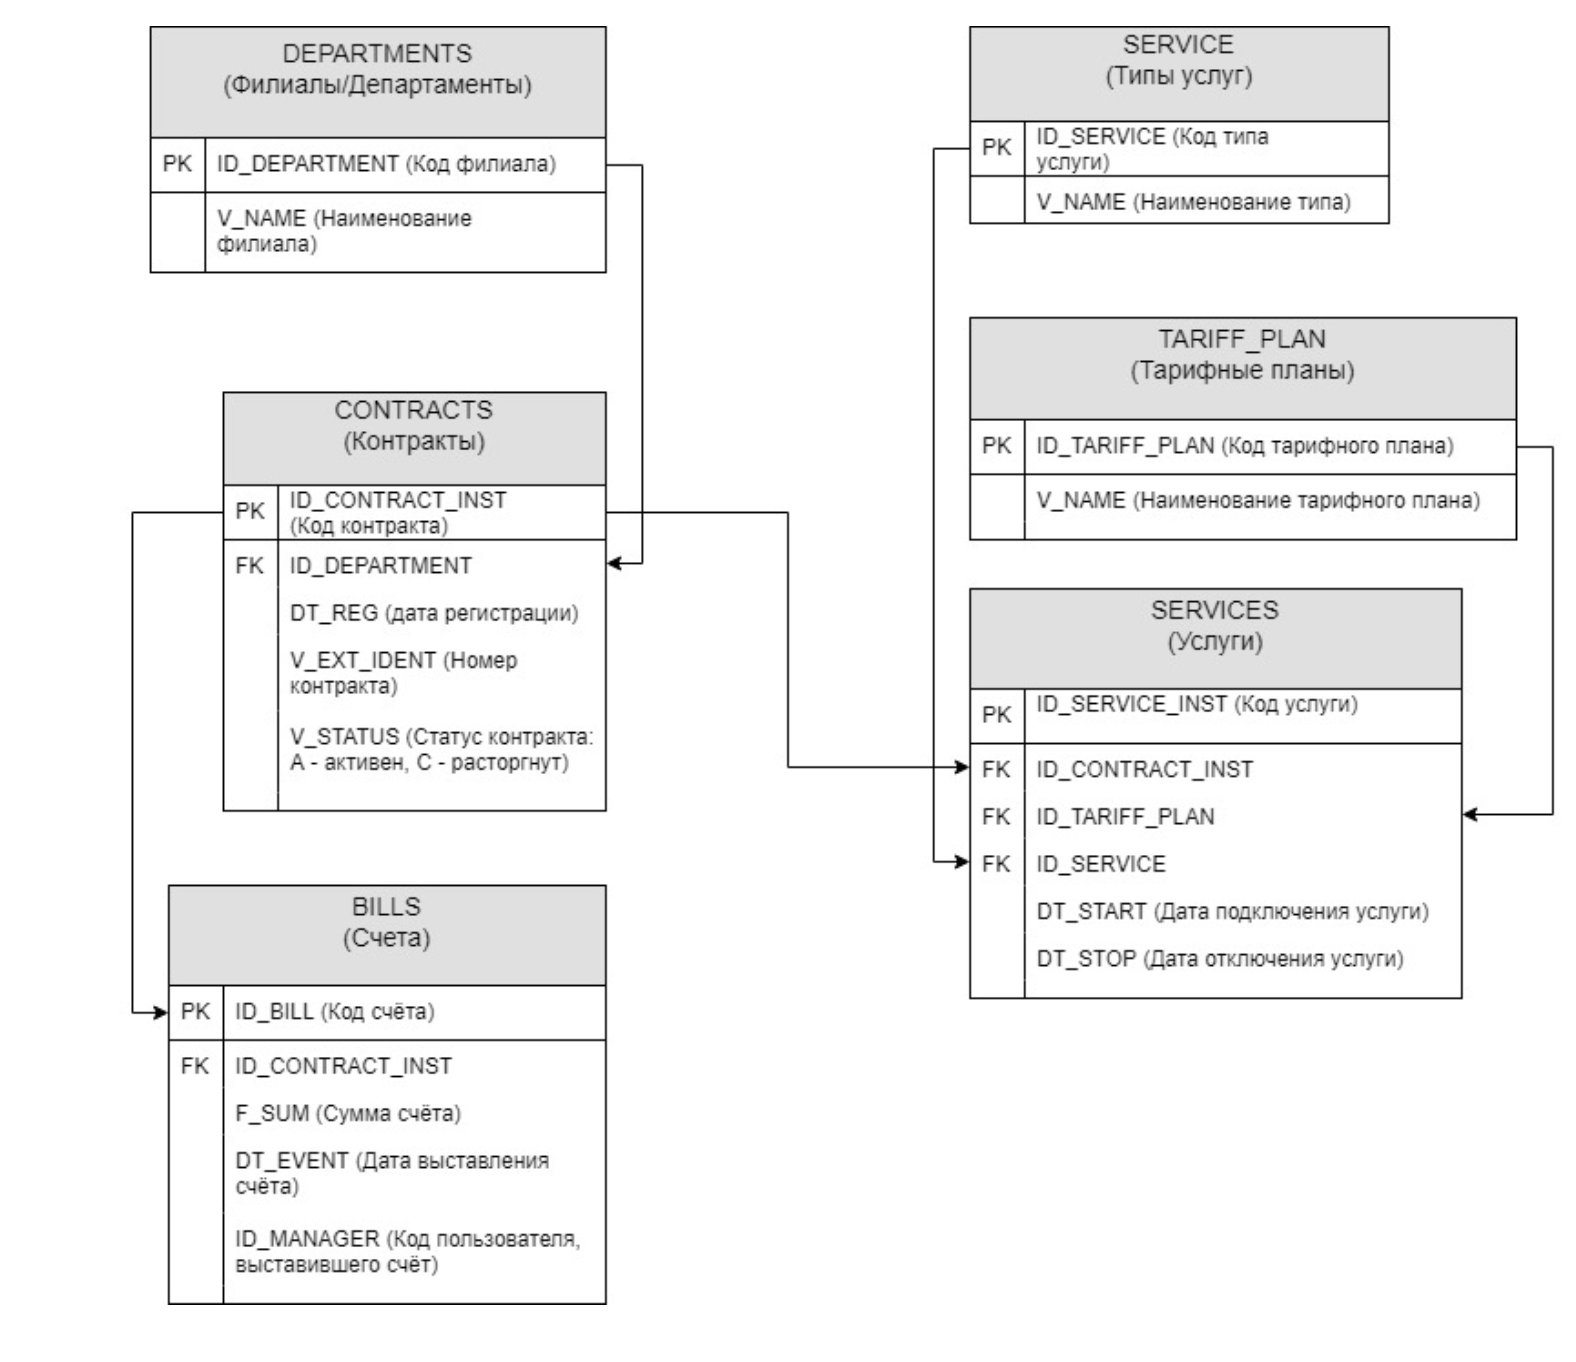 DEPARTMENTS
(Филиалы/Департаменты)
PK
ID_DEPARTMENT (Код филиала)
V_NAME (Наименование
филиала)
SERVICE
(Типы услуг)
PK
ID_SERVICE (Код типа
услуги)
V_NAME (Наименование типа)
TARIFF_PLAN
(Тарифные планы)
PK
ID_TARIFF_PLAN (Код тарифного плана)
V_NAME (Наименование тарифного плана)
CONTRACTS
(Контракты)
PK
ID_CONTRACT_INST
(Код контракта)
FK
ID_DEPARTMENT
DT_REG (дата регистрации)
V_EXT_IDENT (Номер
контракта)
V_STATUS (Статус контракта:
A - активен, C - расторгнут)
SERVICES
(Услуги)
PK
ID_SERVICE_INST (Код услуги)
FK
ID_CONTRACT_INST
FK
ID_TARIFF_PLAN
FK
ID_SERVICE
DT_START (Дата подключения услуги)
DT_STOP (Дата отключения услуги)
BILLS
(Счета)
PK
ID_BILL (Код счёта)
FK
ID_CONTRACT_INST
F_SUM (Сумма счёта)
DT_EVENT (Дата выставления
счёта)
ID_MANAGER (Код пользователя,
выставившего счёт)